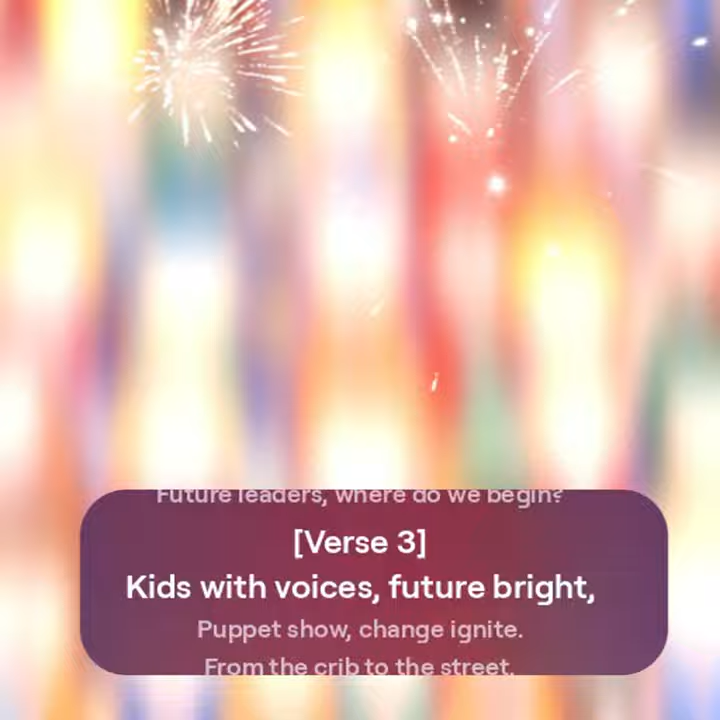 Future leaders, where do we begin?
[Verse 3]
Kids with voices, future bright,
Puppet show, change ignite.
From the crib to the street.